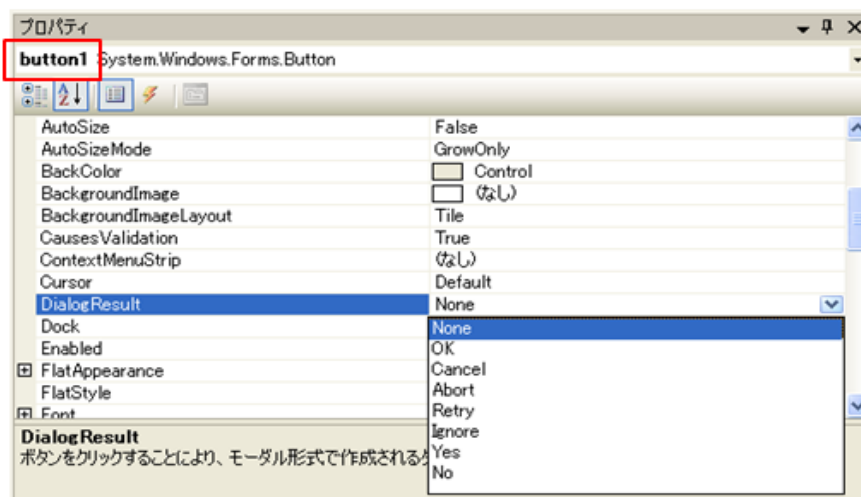 プロパティ
button1 System.Windows.Forms.Button
AutoSize False
AutoSizeMode GrowOnly
BackColor Control
BackgroundImage (なし)
BackgroundImageLayout Tile
CausesValidation True
ContextMenuStrip (なし)
Cursor Default
DialogResult None
Dock None
Enabled OK
FlatAppearance Cancel
FlatStyle Abort
Font Retry
Ignore
DialogResult Yes
ボタンをクリックすることにより、モーダル形式で作成される
No